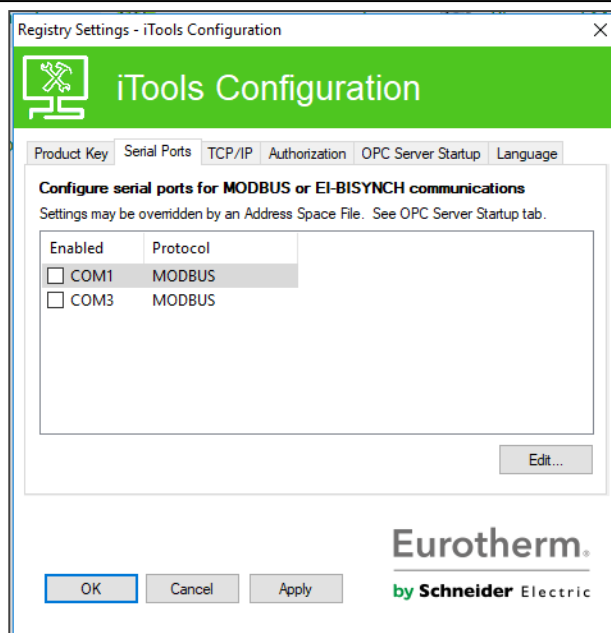 Registry Settings - iTools Configuration
iTools Configuration
Product Key Serial Ports TCP/IP Authorization OPC Server Startup Language
Configure serial ports for MODBUS or EI-BISYNCH communications
Settings may be overridden by an Address Space File. See OPC Server Startup tab.
Enabled Protocol
COM1 MODBUS
COM3 MODBUS
Edit...
Eurotherm®
by Schneider Electric
OK Cancel Apply